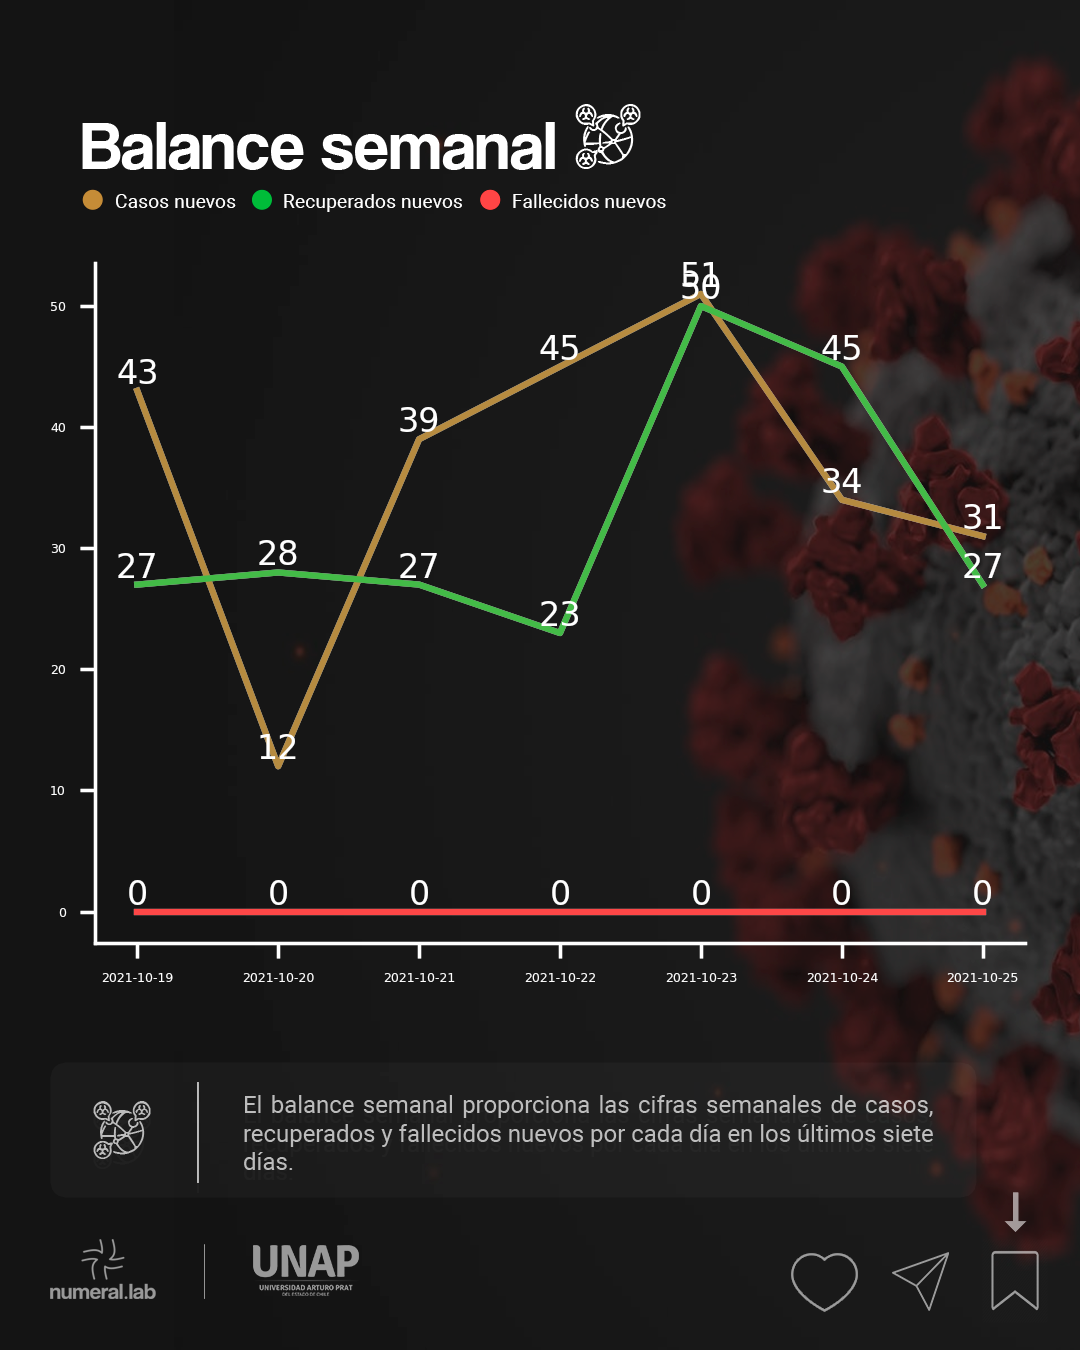 Balance semanal
Casos nuevos Recuperados nuevos Fallecidos nuevos
51
50
50
45 45
43
40
39
34
31
30
27 28 27 27
23
20
12
10
0 0 0 0 0 0 0
0
2021-10-19 2021-10-20 2021-10-21 2021-10-22 2021-10-23 2021-10-24 2021-10-25
El balance semanal proporciona las cifras semanales de casos,
recuperados y fallecidos nuevos por cada día en los últimos siete
días.
numeral.lab
UNAP
UNIVERSIDAD ARTURO PRAT
DEL ESTADO DE CHILE